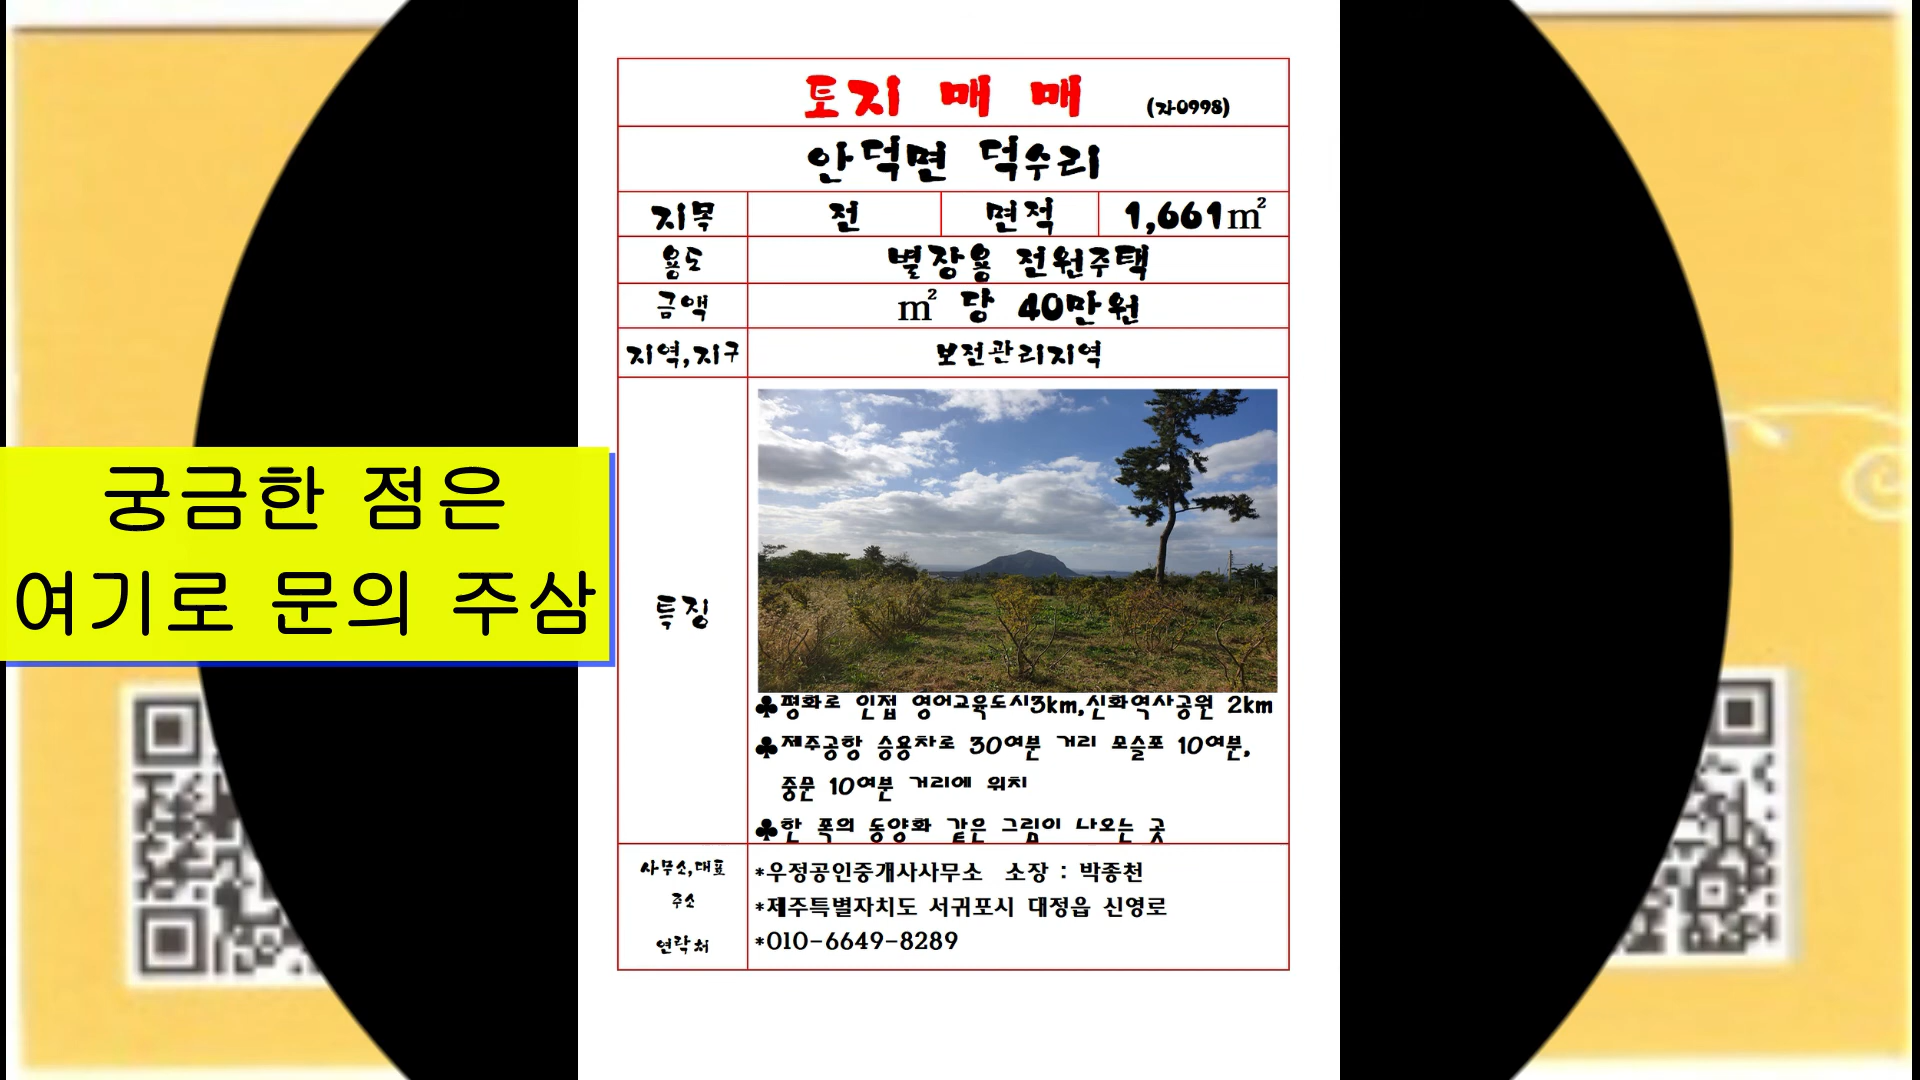 토지 매 매 (자0998)
안덕면 덕수리
지목 전 면적 1,661㎡
용도 별장용 전원주택
금액 ㎡ 당 40만원
지역,지구 보전관리지역
궁금한 점은
여기로 문의 주삼
특징
♣평화로 인접 영어교육도시3km,신화역사공원 2km
♣제주공항 승용차로 30여분 거리 모슬포 10여분,
중문 10여분 거리에 위치
♣한 폭의 동양화 같은 그림이 나오는 곳
사무소,대표 *우정공인중개사사무소 소장 : 박종천
주소 *제주특별자치도 서귀포시 대정읍 신영로
연락처 *010-6649-8289